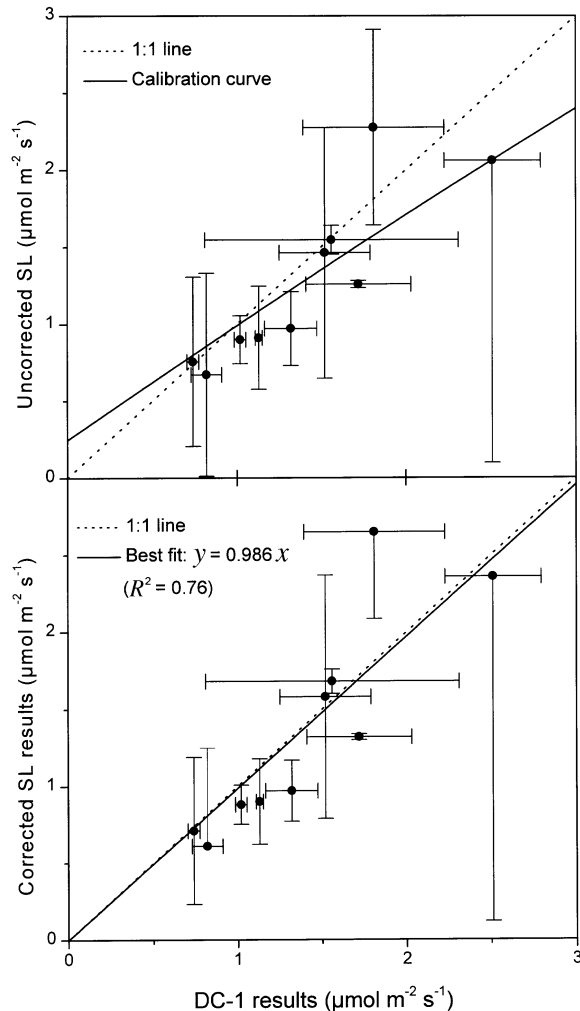 3
1:1 line
Calibration curve
2
1
0
Uncorrected SL (μmol m⁻² s⁻¹)
1:1 line
Best fit: y = 0.986 x
(R² = 0.76)
2
1
0
Corrected SL results (μmol m⁻² s⁻¹)
0 1 2 3
DC-1 results (μmol m⁻² s⁻¹)